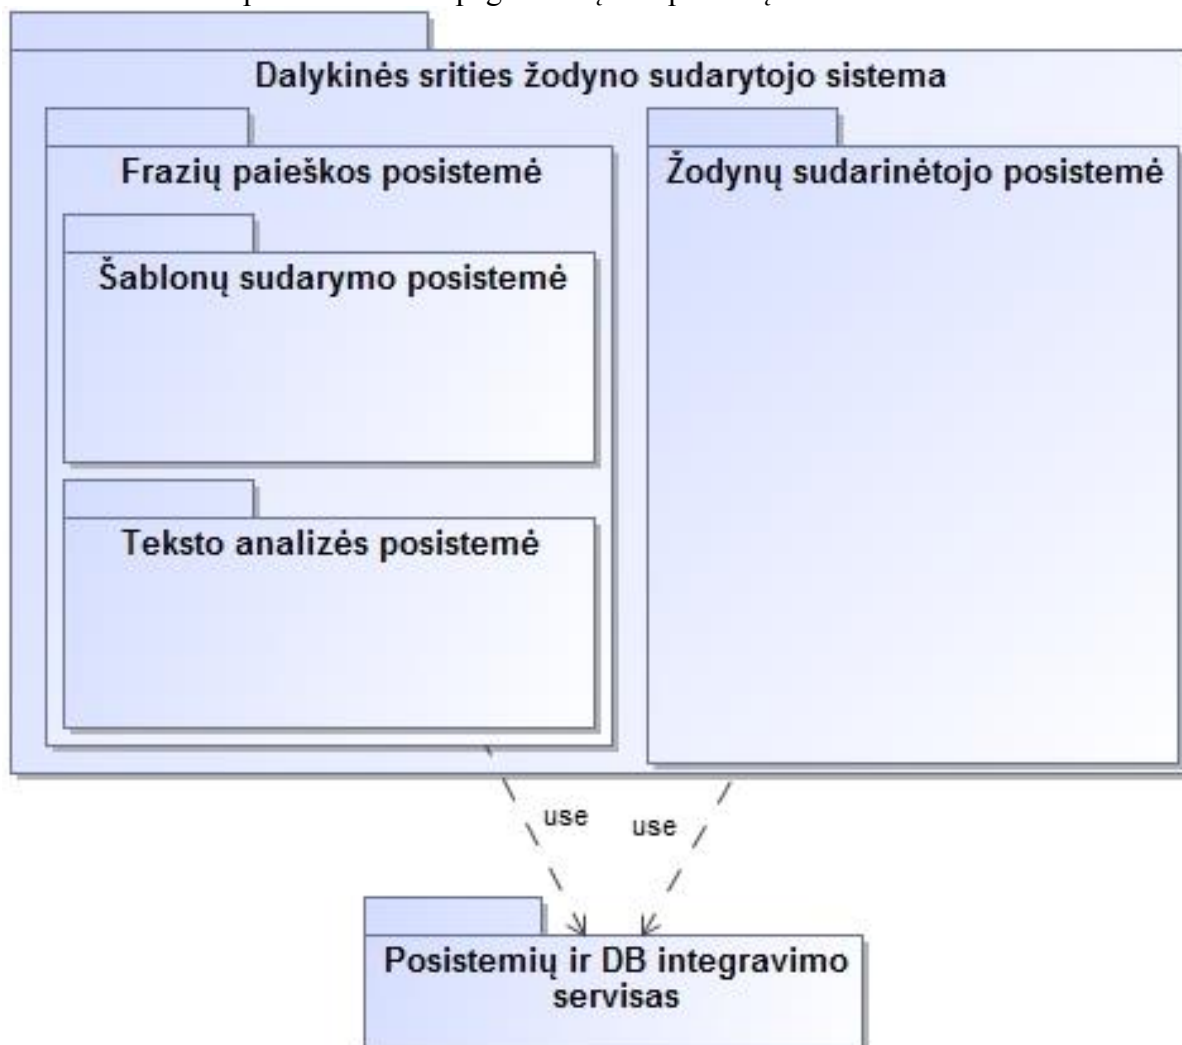 Dalykinės srities žodyno sudarytojo sistema
Frazių paieškos posistemė
Žodynų sudarinėtojo posistemė
Šablonų sudarymo posistemė
Teksto analizės posistemė
use
use
Posistemių ir DB integravimo
servisas